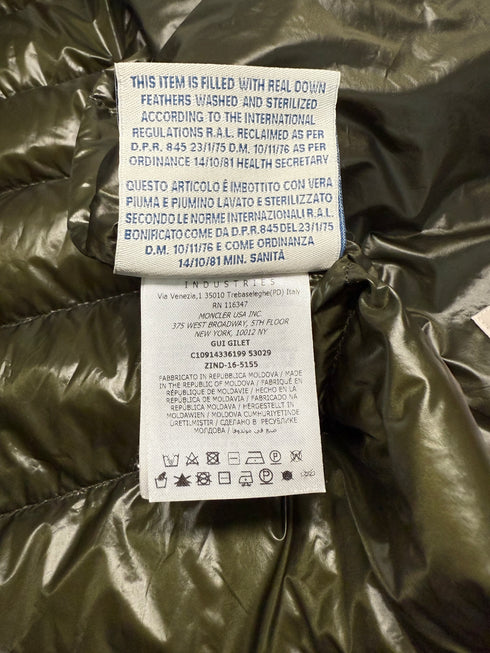 THIS ITEM IS FILLED WITH REAL DOWN
FEATHERS WASHED AND STERILIZED
ACCORDING TO THE INTERNATIONAL
REGULATIONS R.A.L. RECLAIMED AS PER
D.P.R. 845 23/1/75 D.M. 10/11/76 AS PER
ORDINANCE 14/10/81 HEALTH SECRETARY
QUESTO ARTICOLO È IMBOTTITO CON VERA
PIUMA E PIUMINO LAVATO E STERILIZZATO
SECONDO LE NORME INTERNAZIONALI R.A.L.
BONIFICATO COME DA D.P.R. 845 DEL 23/1/75
D.M. 10/11/76 E COME ORDINANZA
14/10/81 MIN. SANITÀ
INDUSTRIES
Via Venezia,1 35010 Trebaseleghe(PD) Italy
RN 116347
MONCLER USA INC.
375 WEST BROADWAY, 5TH FLOOR
NEW YORK, 10012 NY
GUI GILET
C10914336199 53029
ZIND-16-5155
FABBRICATO IN REPUBBLICA MOLDOVA / MADE
IN THE REPUBLIC OF MOLDOVA / FABRIQUÉ EN
RÉPUBLIQUE DE MOLDAVIE / HECHO EN LA
REPÚBLICA DE MOLDAVIA / FABRICADO NA
REPÚBLICA MOLDAVA / HERGESTELLT IN
MOLDAWIEN / MOLDOVA CUMHURIYETINDE
ÜRETILMISTIR / СДЕЛАНО В РЕСПУБЛИКЕ
МОЛДОВА / صنع في مولدوفا